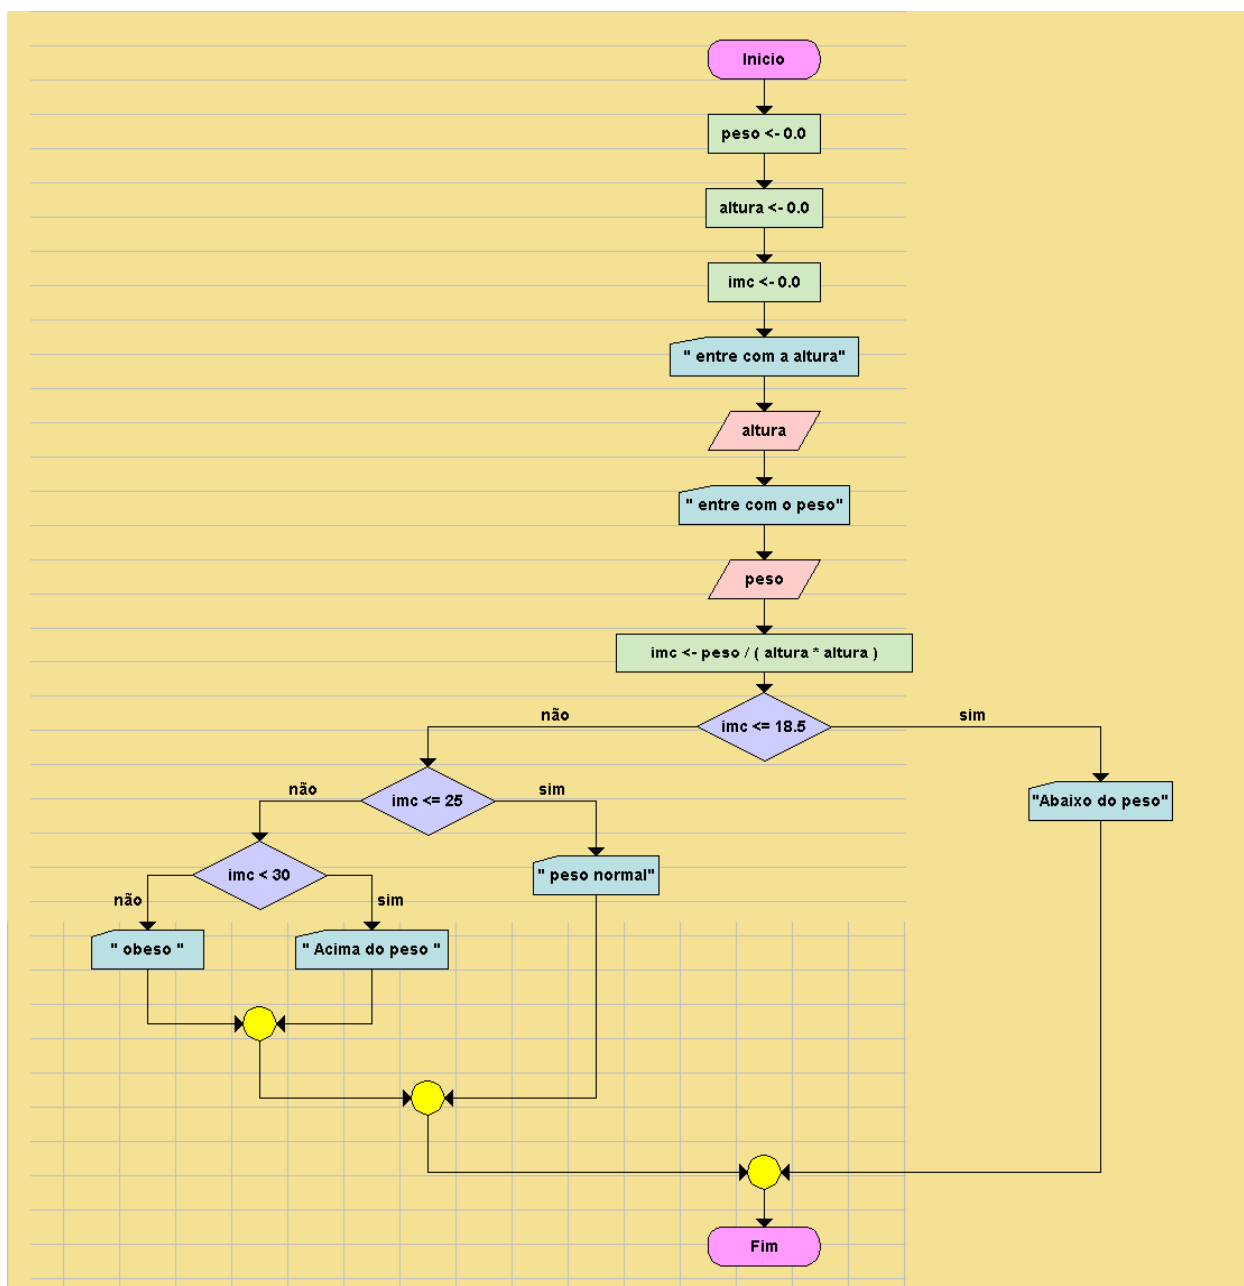 Inicio
peso <- 0.0
altura <- 0.0
imc <- 0.0
" entre com a altura"
altura
" entre com o peso"
peso
imc <- peso / ( altura * altura )
não
imc <= 18.5
sim
não
imc <= 25
sim
"Abaixo do peso"
imc < 30
" peso normal"
não
sim
" obeso "
" Acima do peso "
Fim